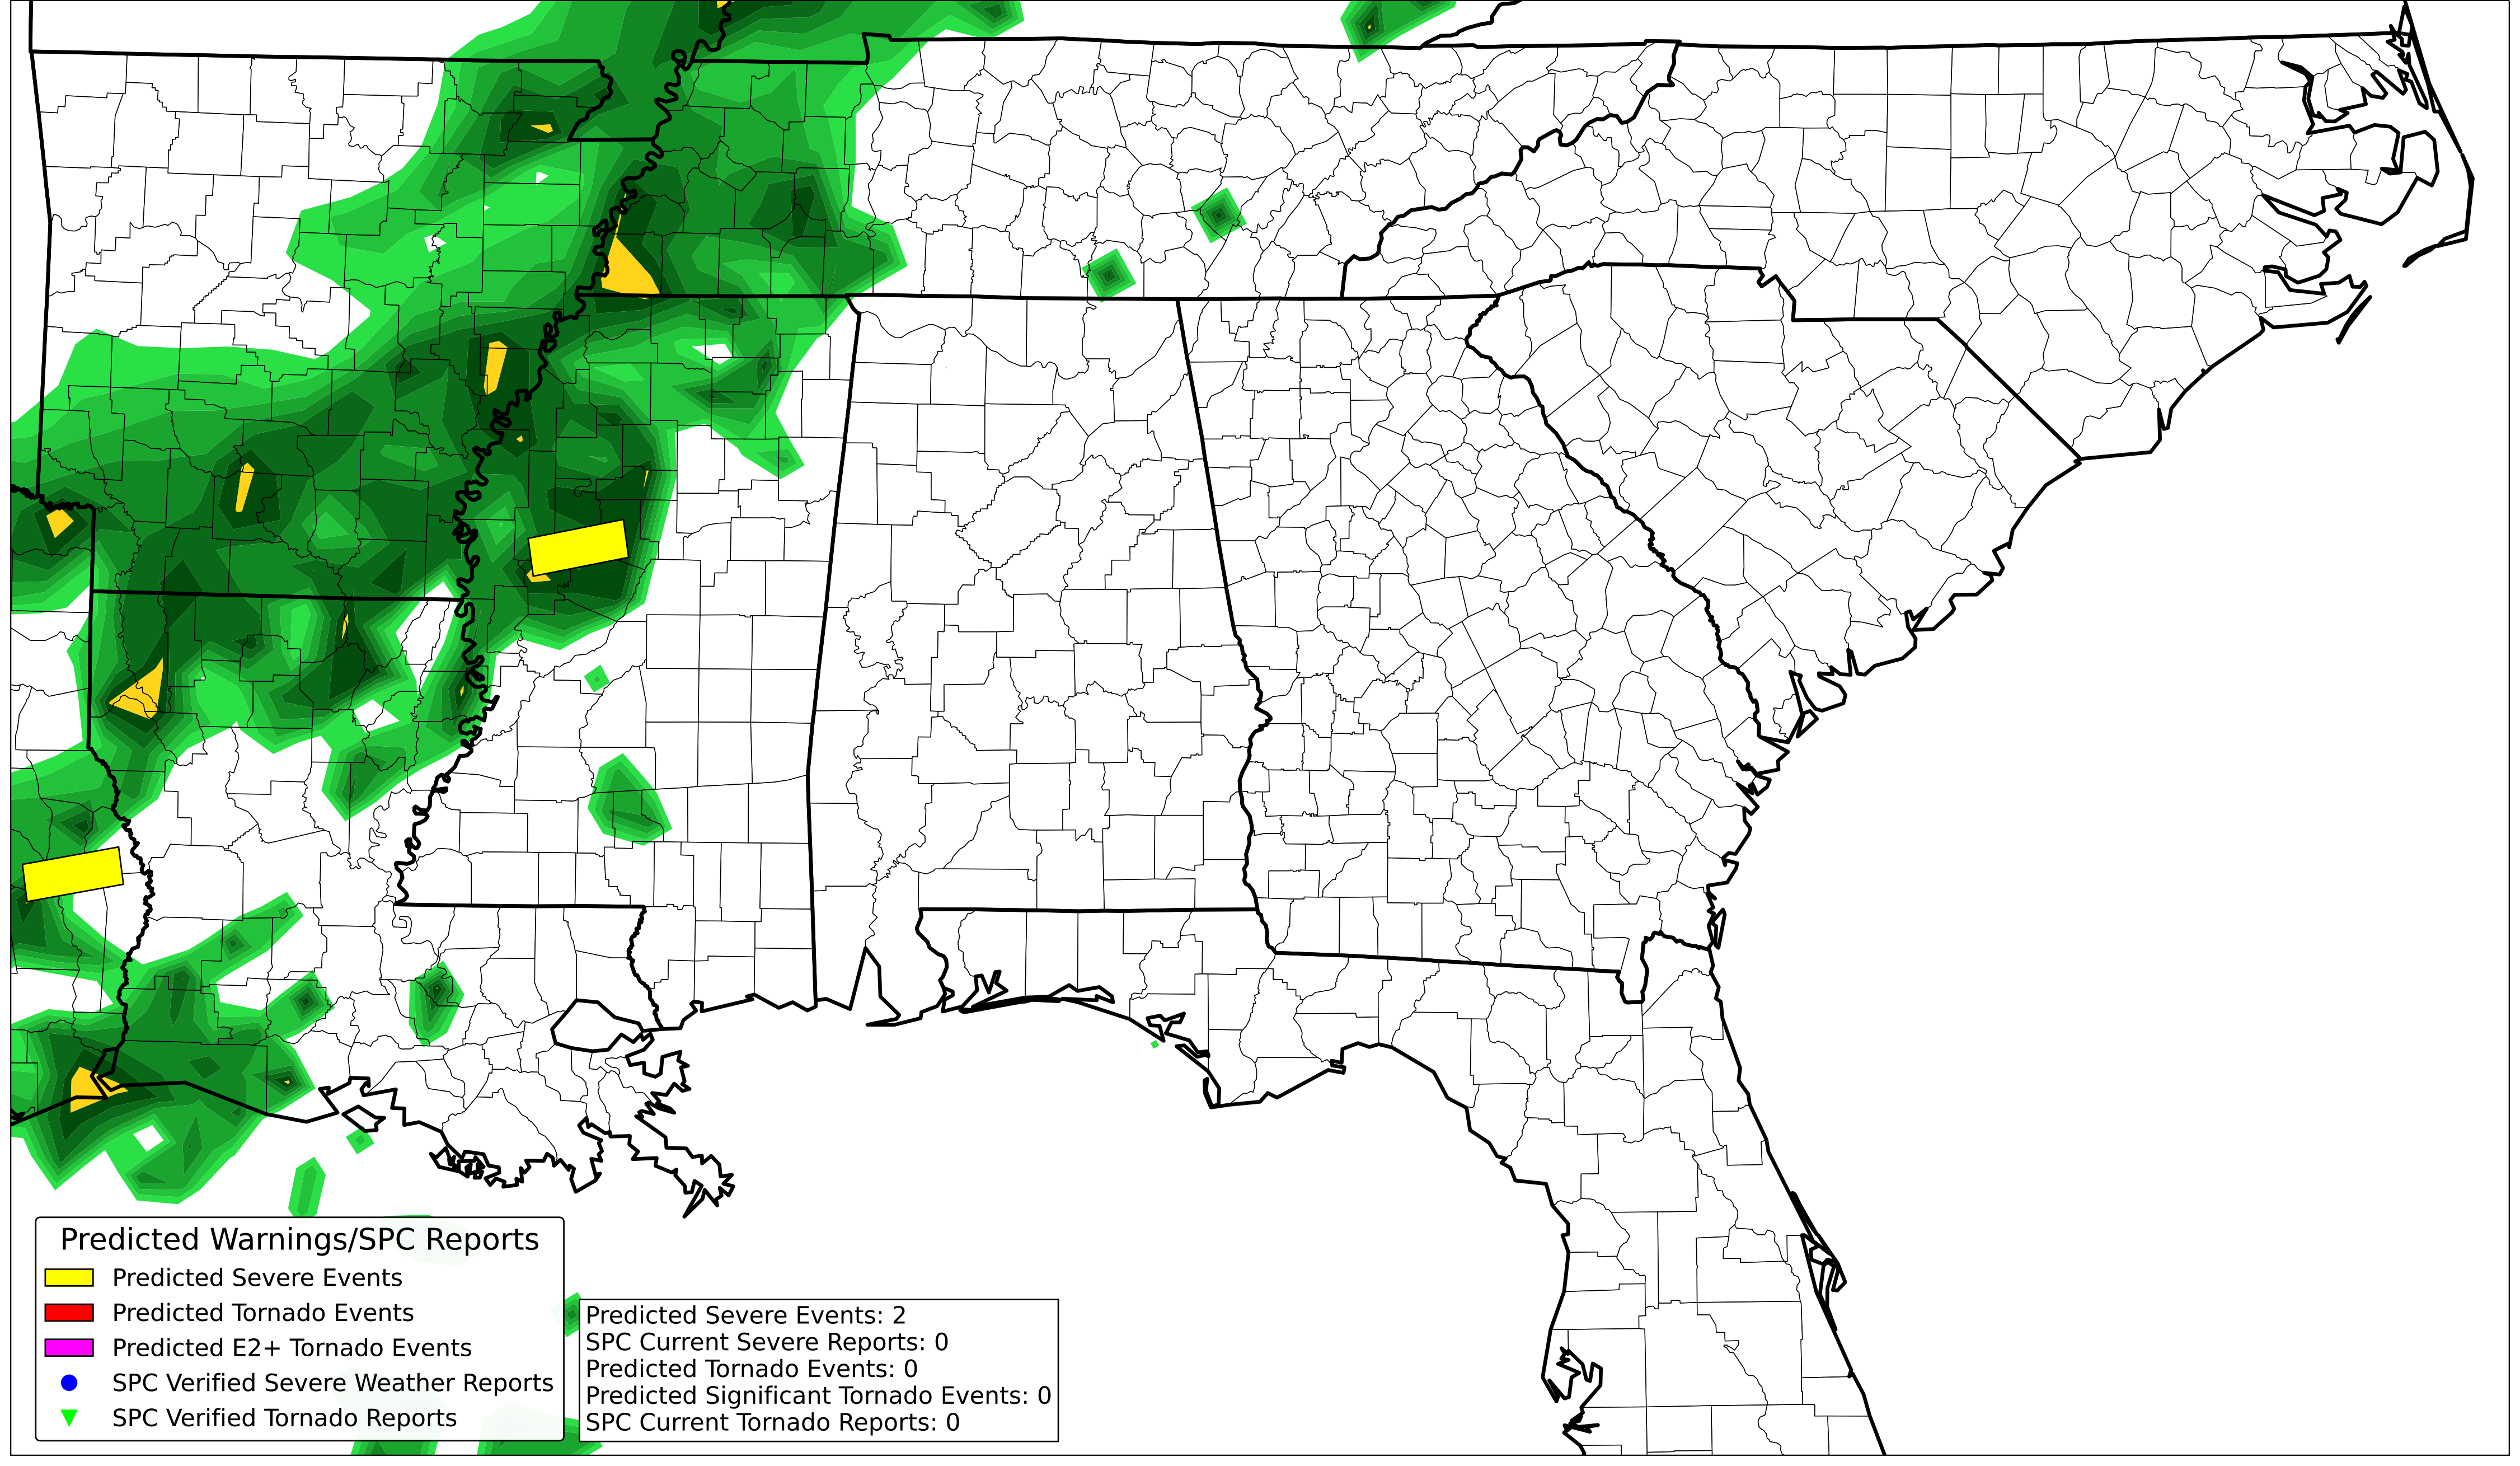 Predicted Warnings/SPC Reports
Predicted Severe Events
Predicted Tornado Events
Predicted E2+ Tornado Events
SPC Verified Severe Weather Reports
SPC Verified Tornado Reports
Predicted Severe Events: 2
SPC Current Severe Reports: 0
Predicted Tornado Events: 0
Predicted Significant Tornado Events: 0
SPC Current Tornado Reports: 0